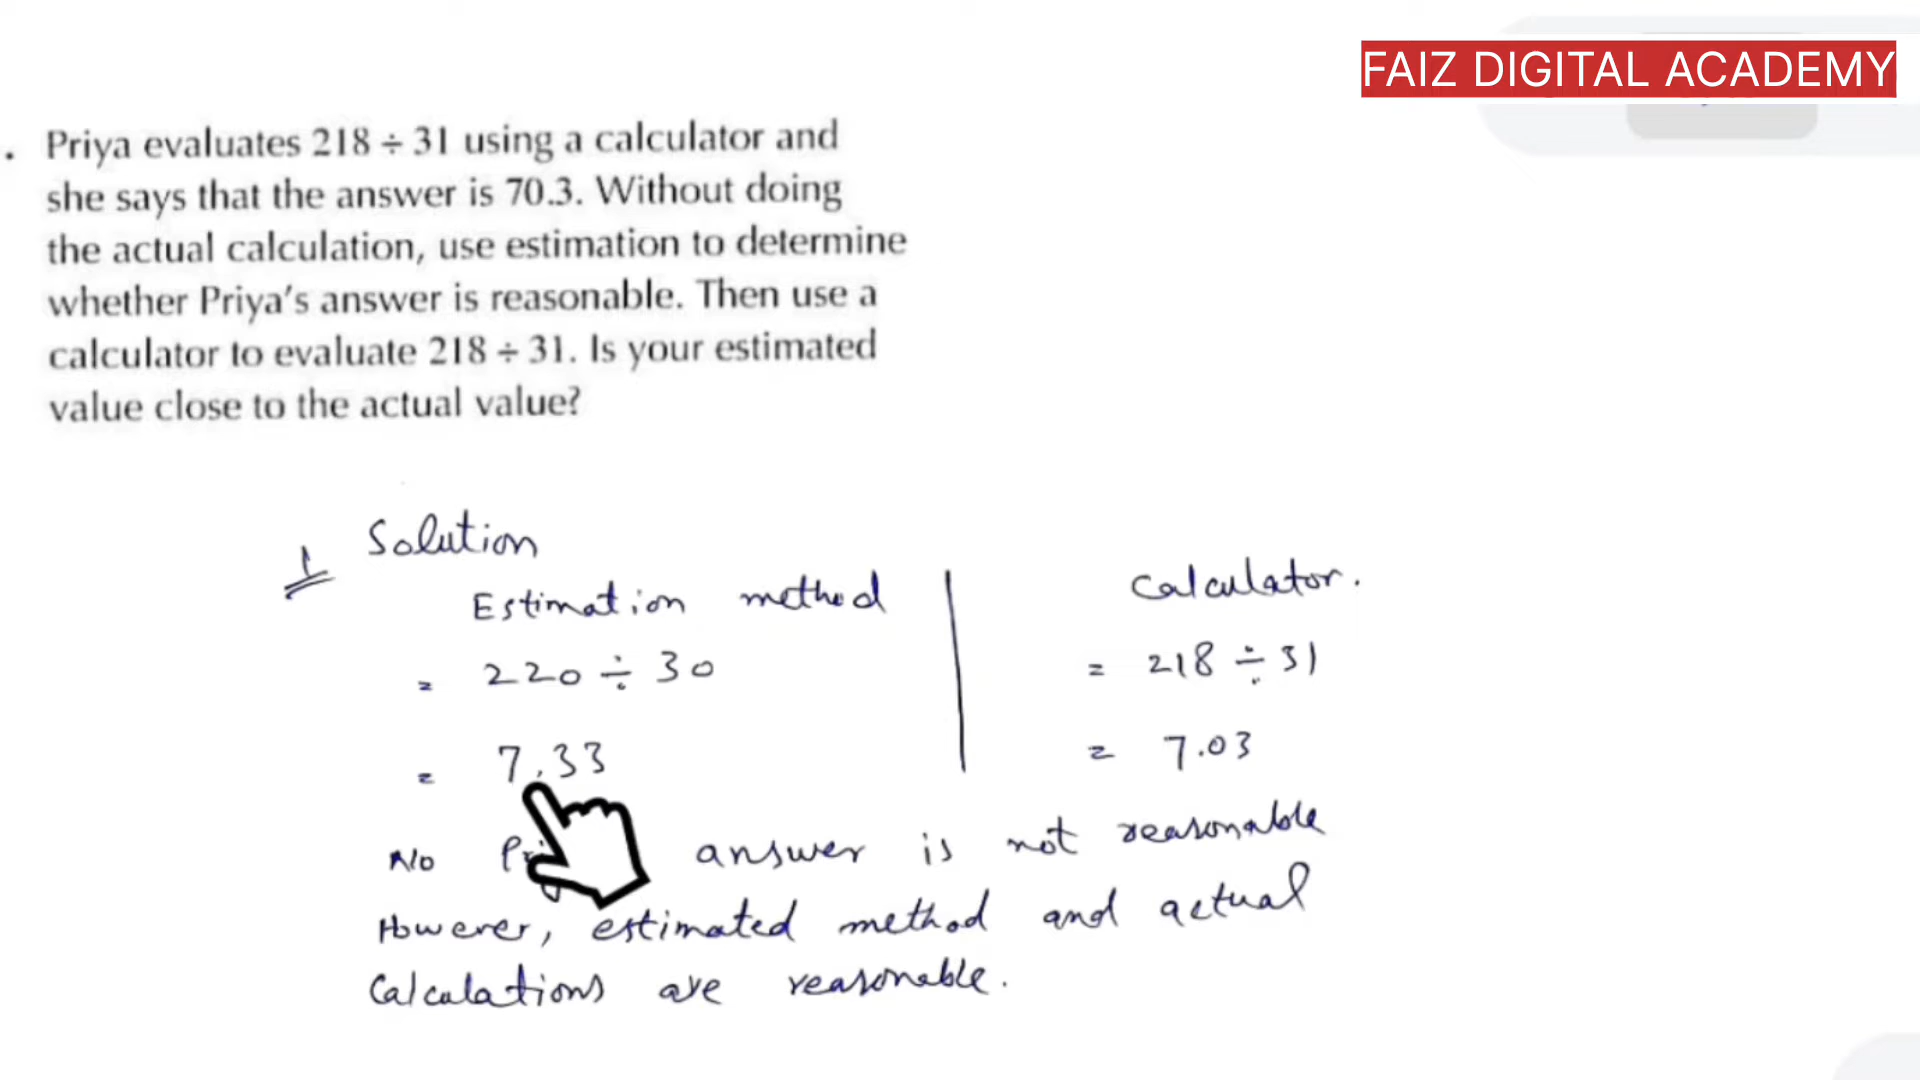 FAIZ DIGITAL ACADEMY
. Priya evaluates 218 ÷ 31 using a calculator and
she says that the answer is 70.3. Without doing
the actual calculation, use estimation to determine
whether Priya's answer is reasonable. Then use a
calculator to evaluate 218 ÷ 31. Is your estimated
value close to the actual value?
1 Solution
Estimation method
= 220 ÷ 30
= 7.33
Calculator.
= 218 ÷ 31
= 7.03
No answer is not reasonable
However, estimated method and actual
Calculations are reasonable.